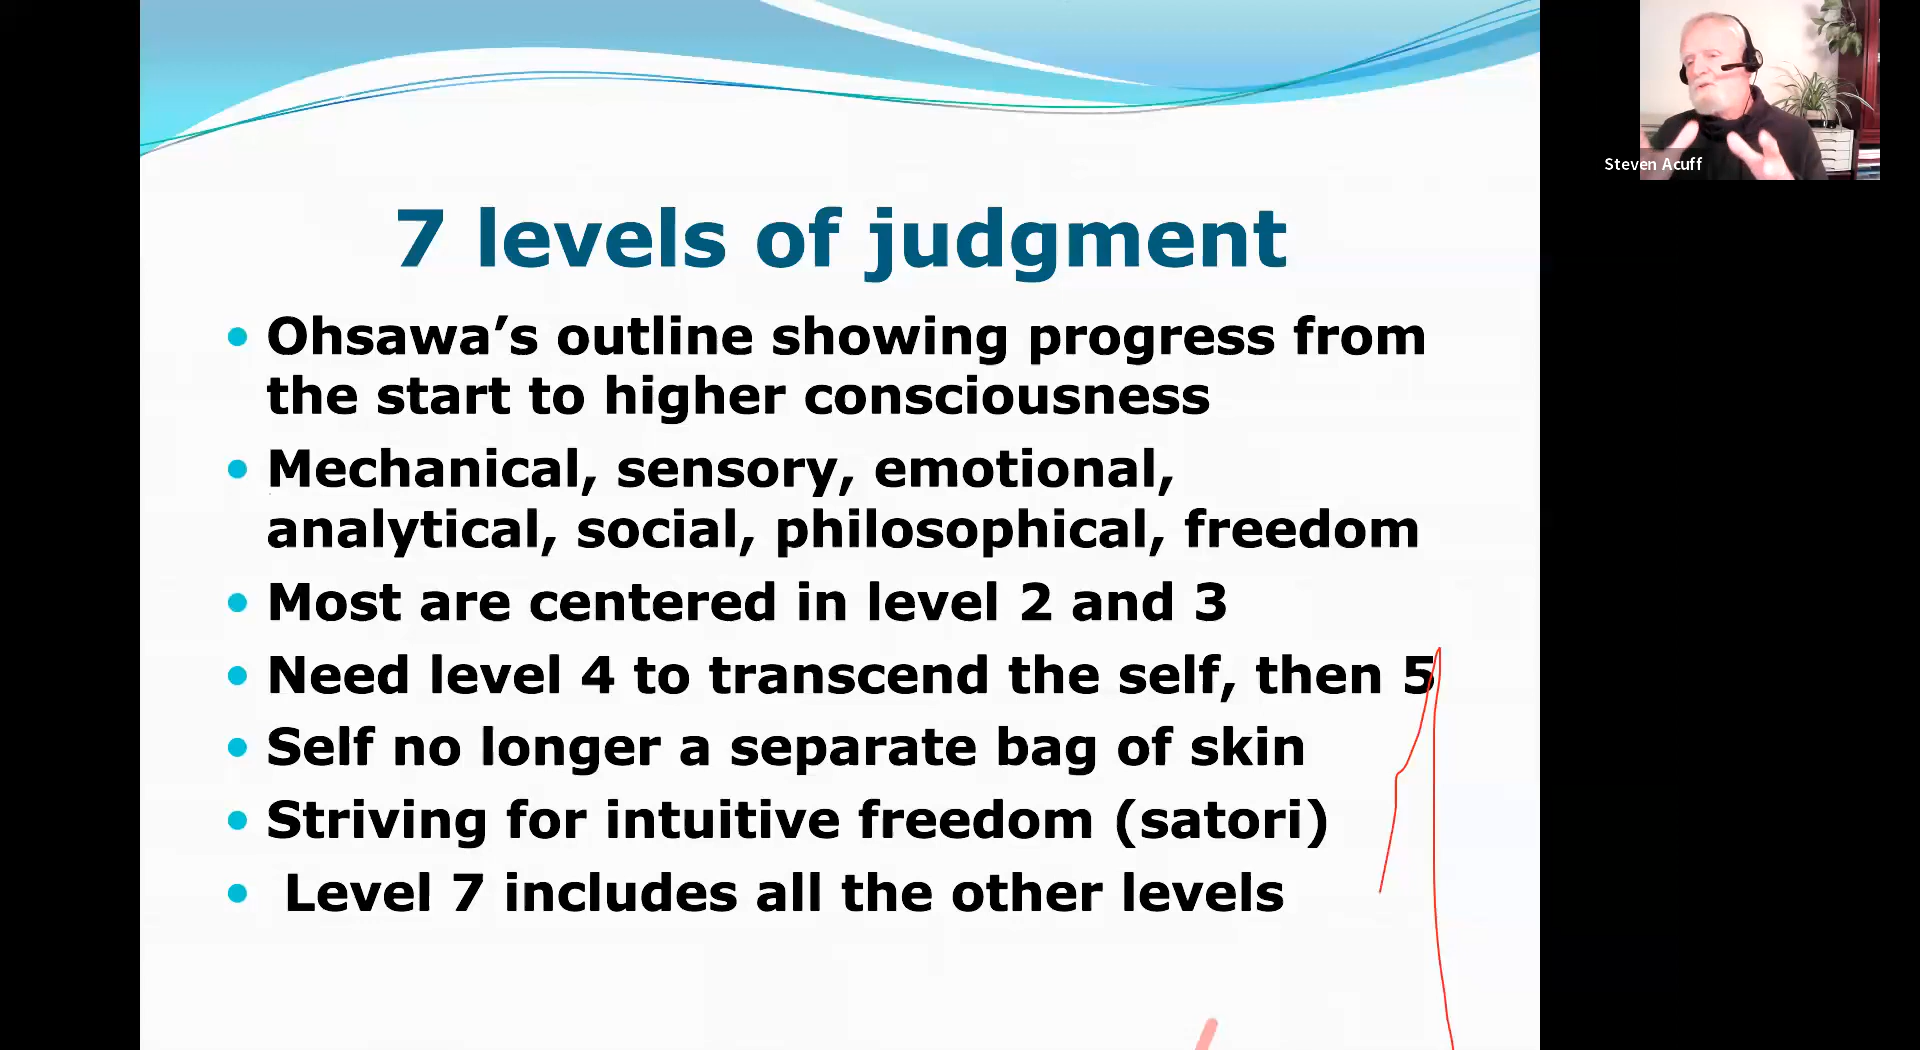 7 levels of judgment
Ohsawa’s outline showing progress from
the start to higher consciousness
Mechanical, sensory, emotional,
analytical, social, philosophical, freedom
Most are centered in level 2 and 3
Need level 4 to transcend the self, then 5
Self no longer a separate bag of skin
Striving for intuitive freedom (satori)
Level 7 includes all the other levels
Steven Acuff